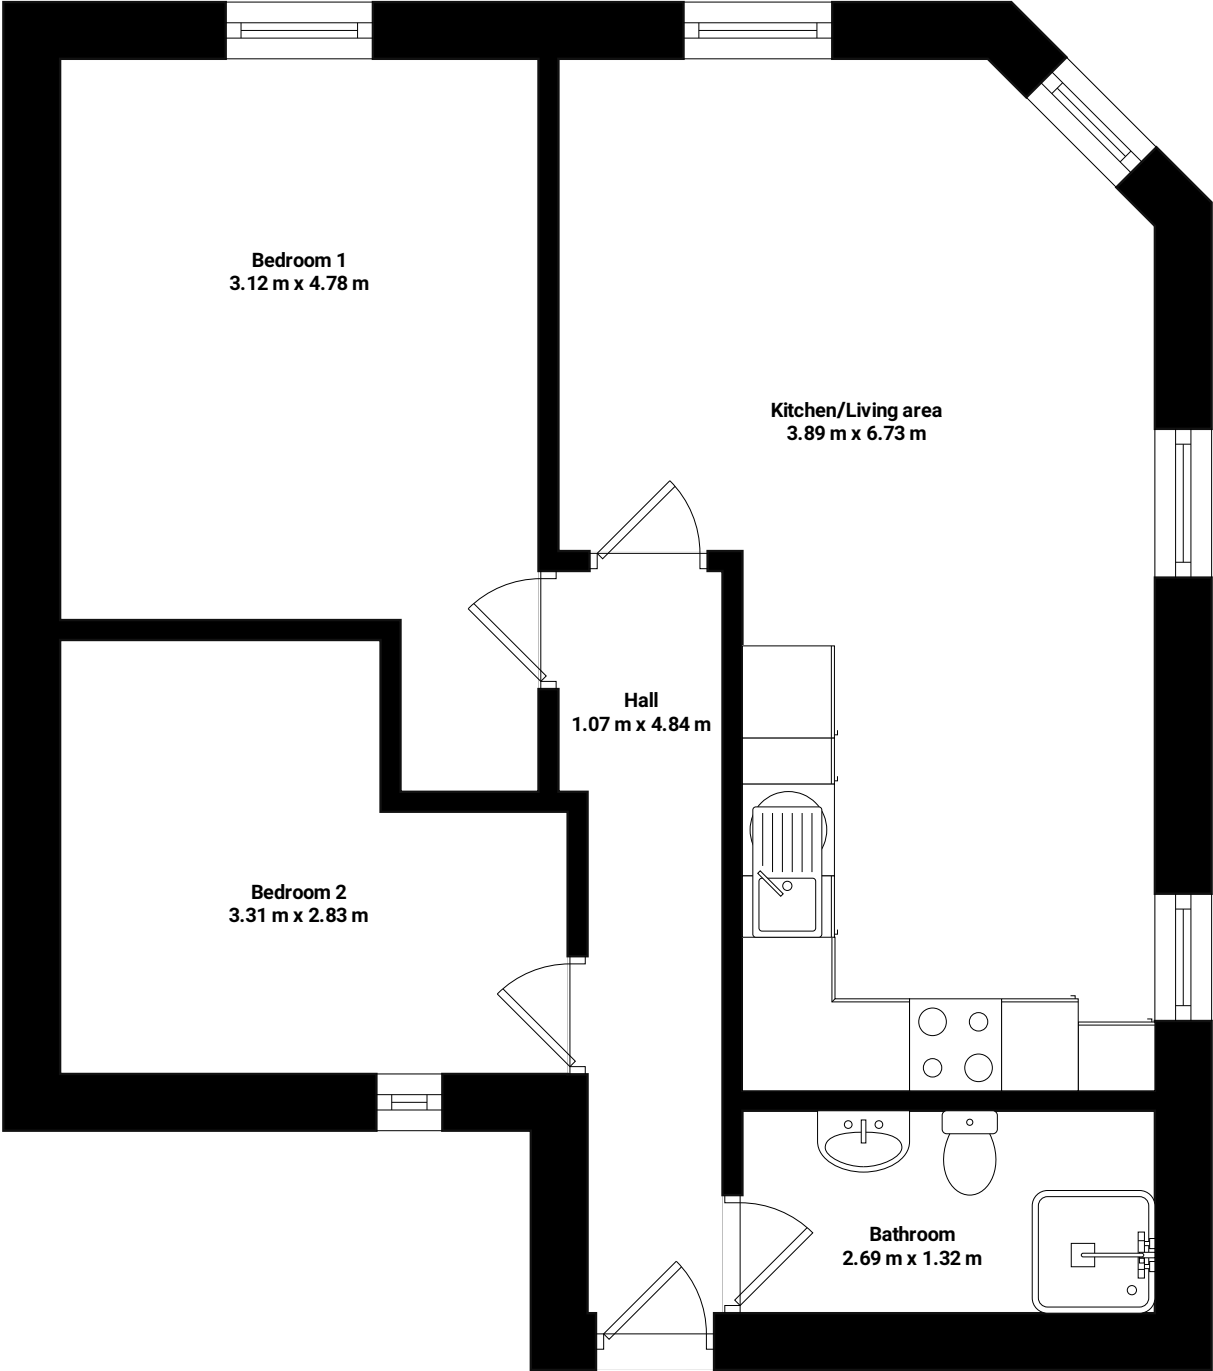 Bedroom 1
3.12 m x 4.78 m
Kitchen/Living area
3.89 m x 6.73 m
Hall
1.07 m x 4.84 m
Bedroom 2
3.31 m x 2.83 m
Bathroom
2.69 m x 1.32 m